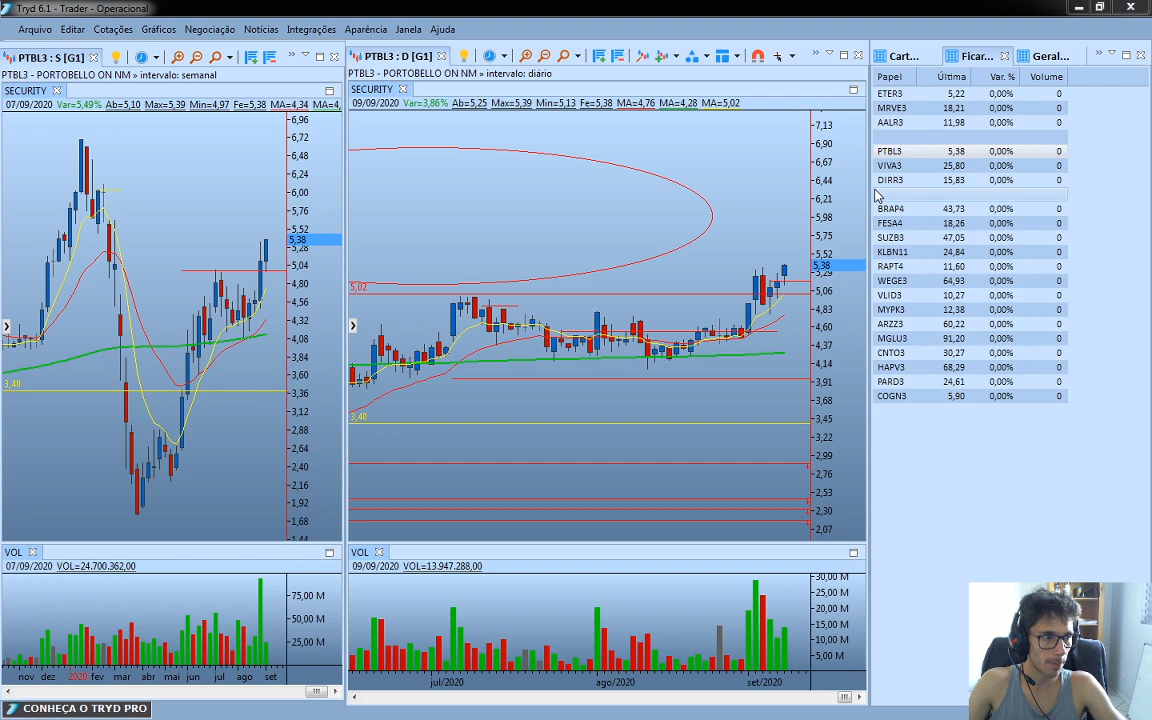 Tryd 6.1 - Trader - Operacional
Arquivo Editar Cotações Gráficos Negociação Notícias Integrações Aparência Janela Ajuda
PTBL3 : S [G1]
PTBL3 - PORTOBELLO ON NM » intervalo: semanal
SECURITY
07/09/2020 Var=5,49% Ab=5,10 Max=5,39 Min=4,97 Fe=5,38 MA=4,34 MA=4,
6,96
6,72
6,48
6,24
6,00
5,76
5,52
5,38
5,28
5,04
4,80
4,56
4,32
4,08
3,84
3,60
3,36
3,12
2,88
2,64
2,40
2,16
1,92
1,68
1,44
3,40
VOL
07/09/2020 VOL=24.700.362,00
75,00 M
50,00 M
25,00 M
nov dez 2020 fev mar abr mai jun jul ago set
PTBL3 : D [G1]
PTBL3 - PORTOBELLO ON NM » intervalo: diário
SECURITY
09/09/2020 Var=3,86% Ab=5,25 Max=5,39 Min=5,13 Fe=5,38 MA=4,76 MA=4,28 MA=5,02
7,13
6,90
6,67
6,44
6,21
5,98
5,75
5,52
5,38
5,29
5,06
4,83
4,60
4,37
4,14
3,91
3,68
3,45
3,22
2,99
2,76
2,53
2,30
2,07
5,02
3,40
VOL
09/09/2020 VOL=13.947.288,00
30,00 M
25,00 M
20,00 M
15,00 M
10,00 M
5,00 M
jul/2020 ago/2020 set/2020
Cart... Ficar... Geral...
Papel Última Var. % Volume
ETER3 5,22 0,00% 0
MRVE3 18,21 0,00% 0
AALR3 11,98 0,00% 0
PTBL3 5,38 0,00% 0
VIVA3 25,80 0,00% 0
DIRR3 15,83 0,00% 0
BRAP4 43,73 0,00% 0
FESA4 18,26 0,00% 0
SUZB3 47,05 0,00% 0
KLBN11 24,84 0,00% 0
RAPT4 11,60 0,00% 0
WEGE3 64,93 0,00% 0
VLID3 10,27 0,00% 0
MYPK3 12,38 0,00% 0
ARZZ3 60,22 0,00% 0
MGLU3 91,20 0,00% 0
CNTO3 30,27 0,00% 0
HAPV3 68,29 0,00% 0
PARD3 24,61 0,00% 0
COGN3 5,90 0,00% 0
CONHEÇA O TRYD PRO